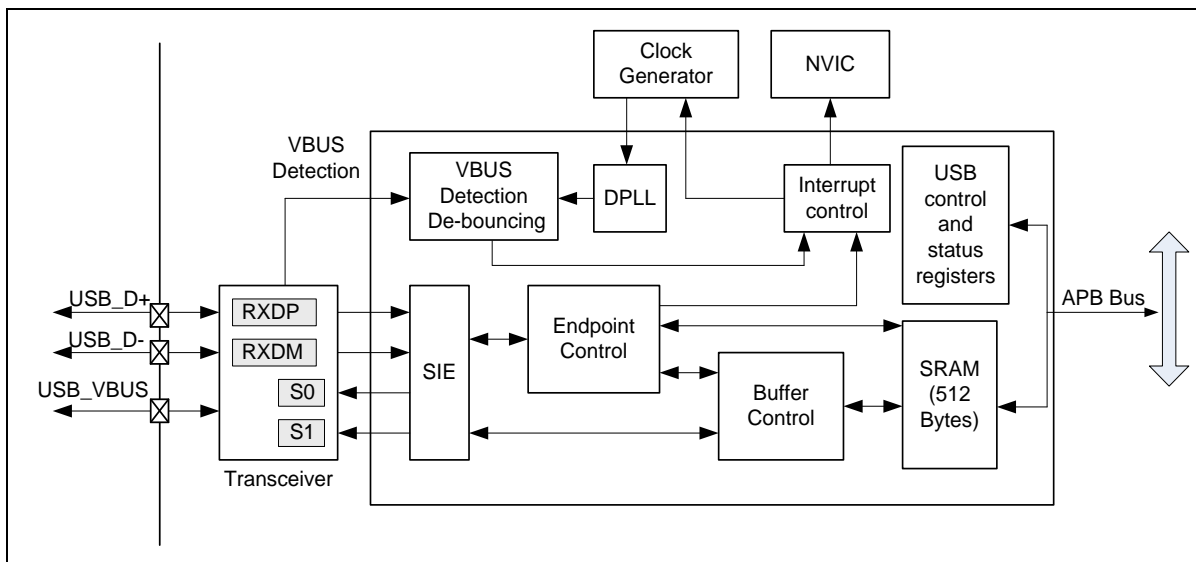 Clock
Generator
NVIC
VBUS
Detection
VBUS
Detection
De-bouncing
DPLL
Interrupt
control
USB
control
and
status
registers
USB_D+
USB_D-
USB_VBUS
RXDP
RXDM
S0
S1
Transceiver
SIE
Endpoint
Control
Buffer
Control
SRAM
(512
Bytes)
APB Bus